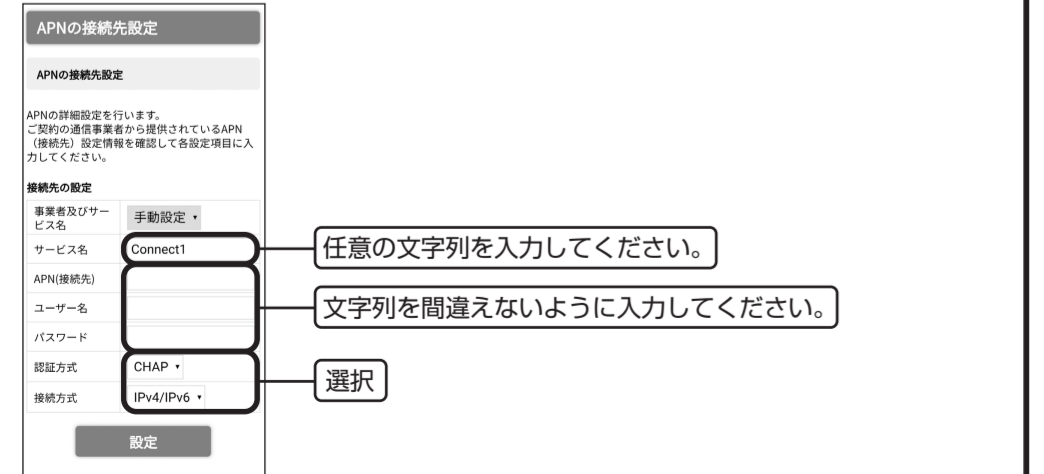 APNの接続先設定
APNの接続先設定
APNの詳細設定を行います。
ご契約の通信事業者から提供されているAPN
（接続先）設定情報を確認して各設定項目に入
力してください。
接続先の設定
事業者及びサー
ビス名
手動設定
サービス名
Connect1
任意の文字列を入力してください。
APN(接続先)
ユーザー名
文字列を間違えないように入力してください。
パスワード
認証方式
CHAP
選択
接続方式
IPv4/IPv6
設定